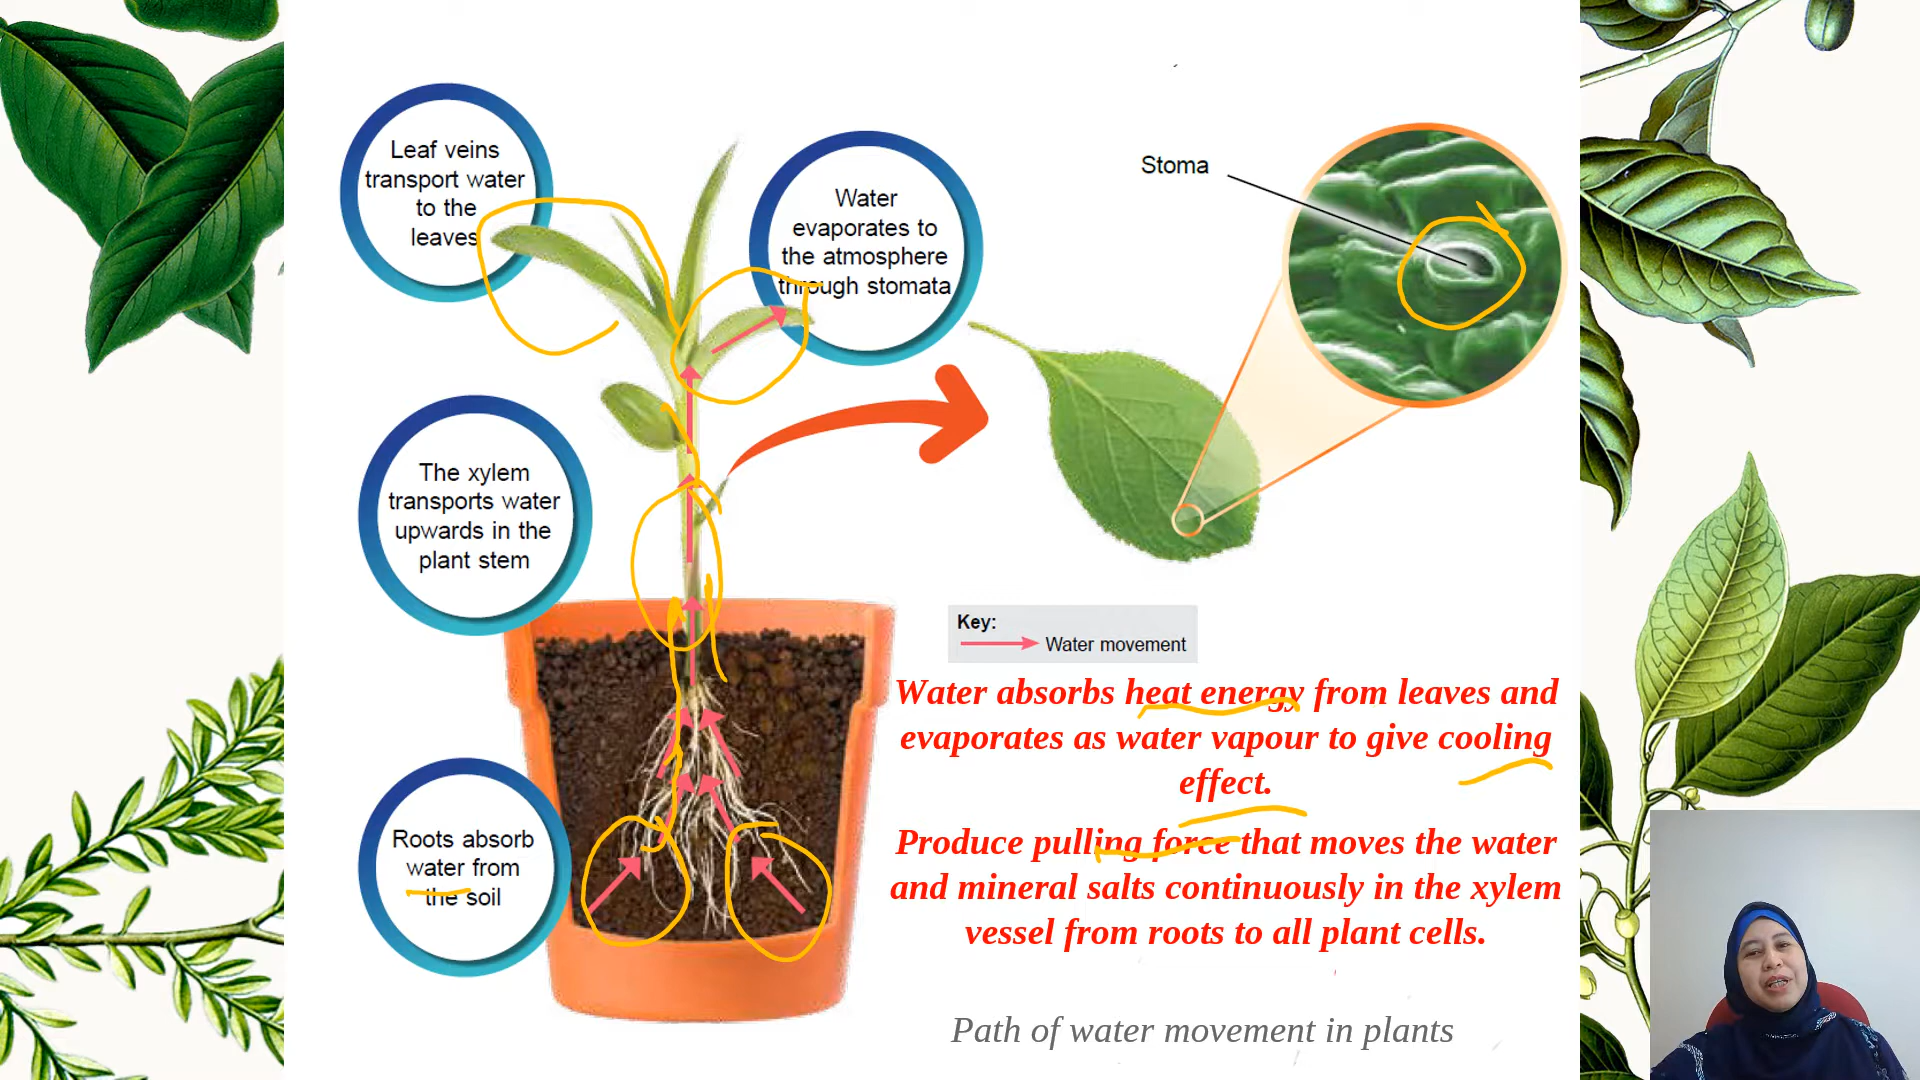 Leaf veins
transport water
to the
leaves
Water
evaporates to
the atmosphere
through stomata
Stoma
The xylem
transports water
upwards in the
plant stem
Key:
Water movement
Water absorbs heat energy from leaves and
evaporates as water vapour to give cooling
effect.
Roots absorb
water from
the soil
Produce pulling force that moves the water
and mineral salts continuously in the xylem
vessel from roots to all plant cells.
Path of water movement in plants